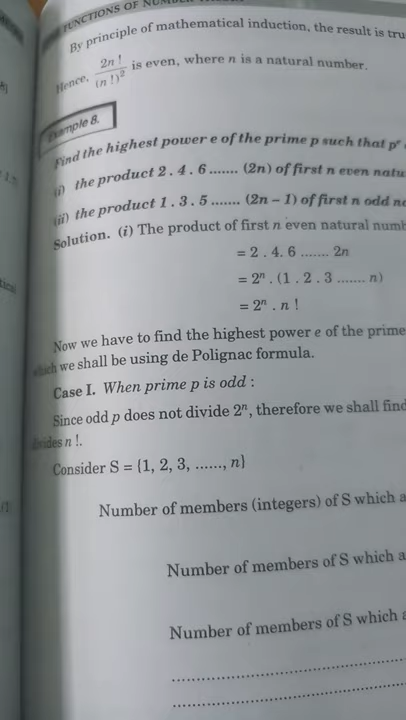 FUNCTIONS OF
By principle of mathematical induction, the result is tru
Hence, 2n ! / (n !)² is even, where n is a natural number.
Example 8.
Find the highest power e of the prime p such that pᵉ
(i) the product 2 . 4 . 6 ....... (2n) of first n even natu
(ii) the product 1 . 3 . 5 ....... (2n – 1) of first n odd
Solution. (i) The product of first n even natural numb
= 2 . 4. 6 ....... 2n
= 2ⁿ . (1 . 2 . 3 ....... n)
= 2ⁿ . n !
Now we have to find the highest power e of the prime
which we shall be using de Polignac formula.
Case I. When prime p is odd :
Since odd p does not divide 2ⁿ, therefore we shall find
divides n !.
Consider S = {1, 2, 3, ......, n}
Number of members (integers) of S which a
Number of members of S which a
Number of members of S which a